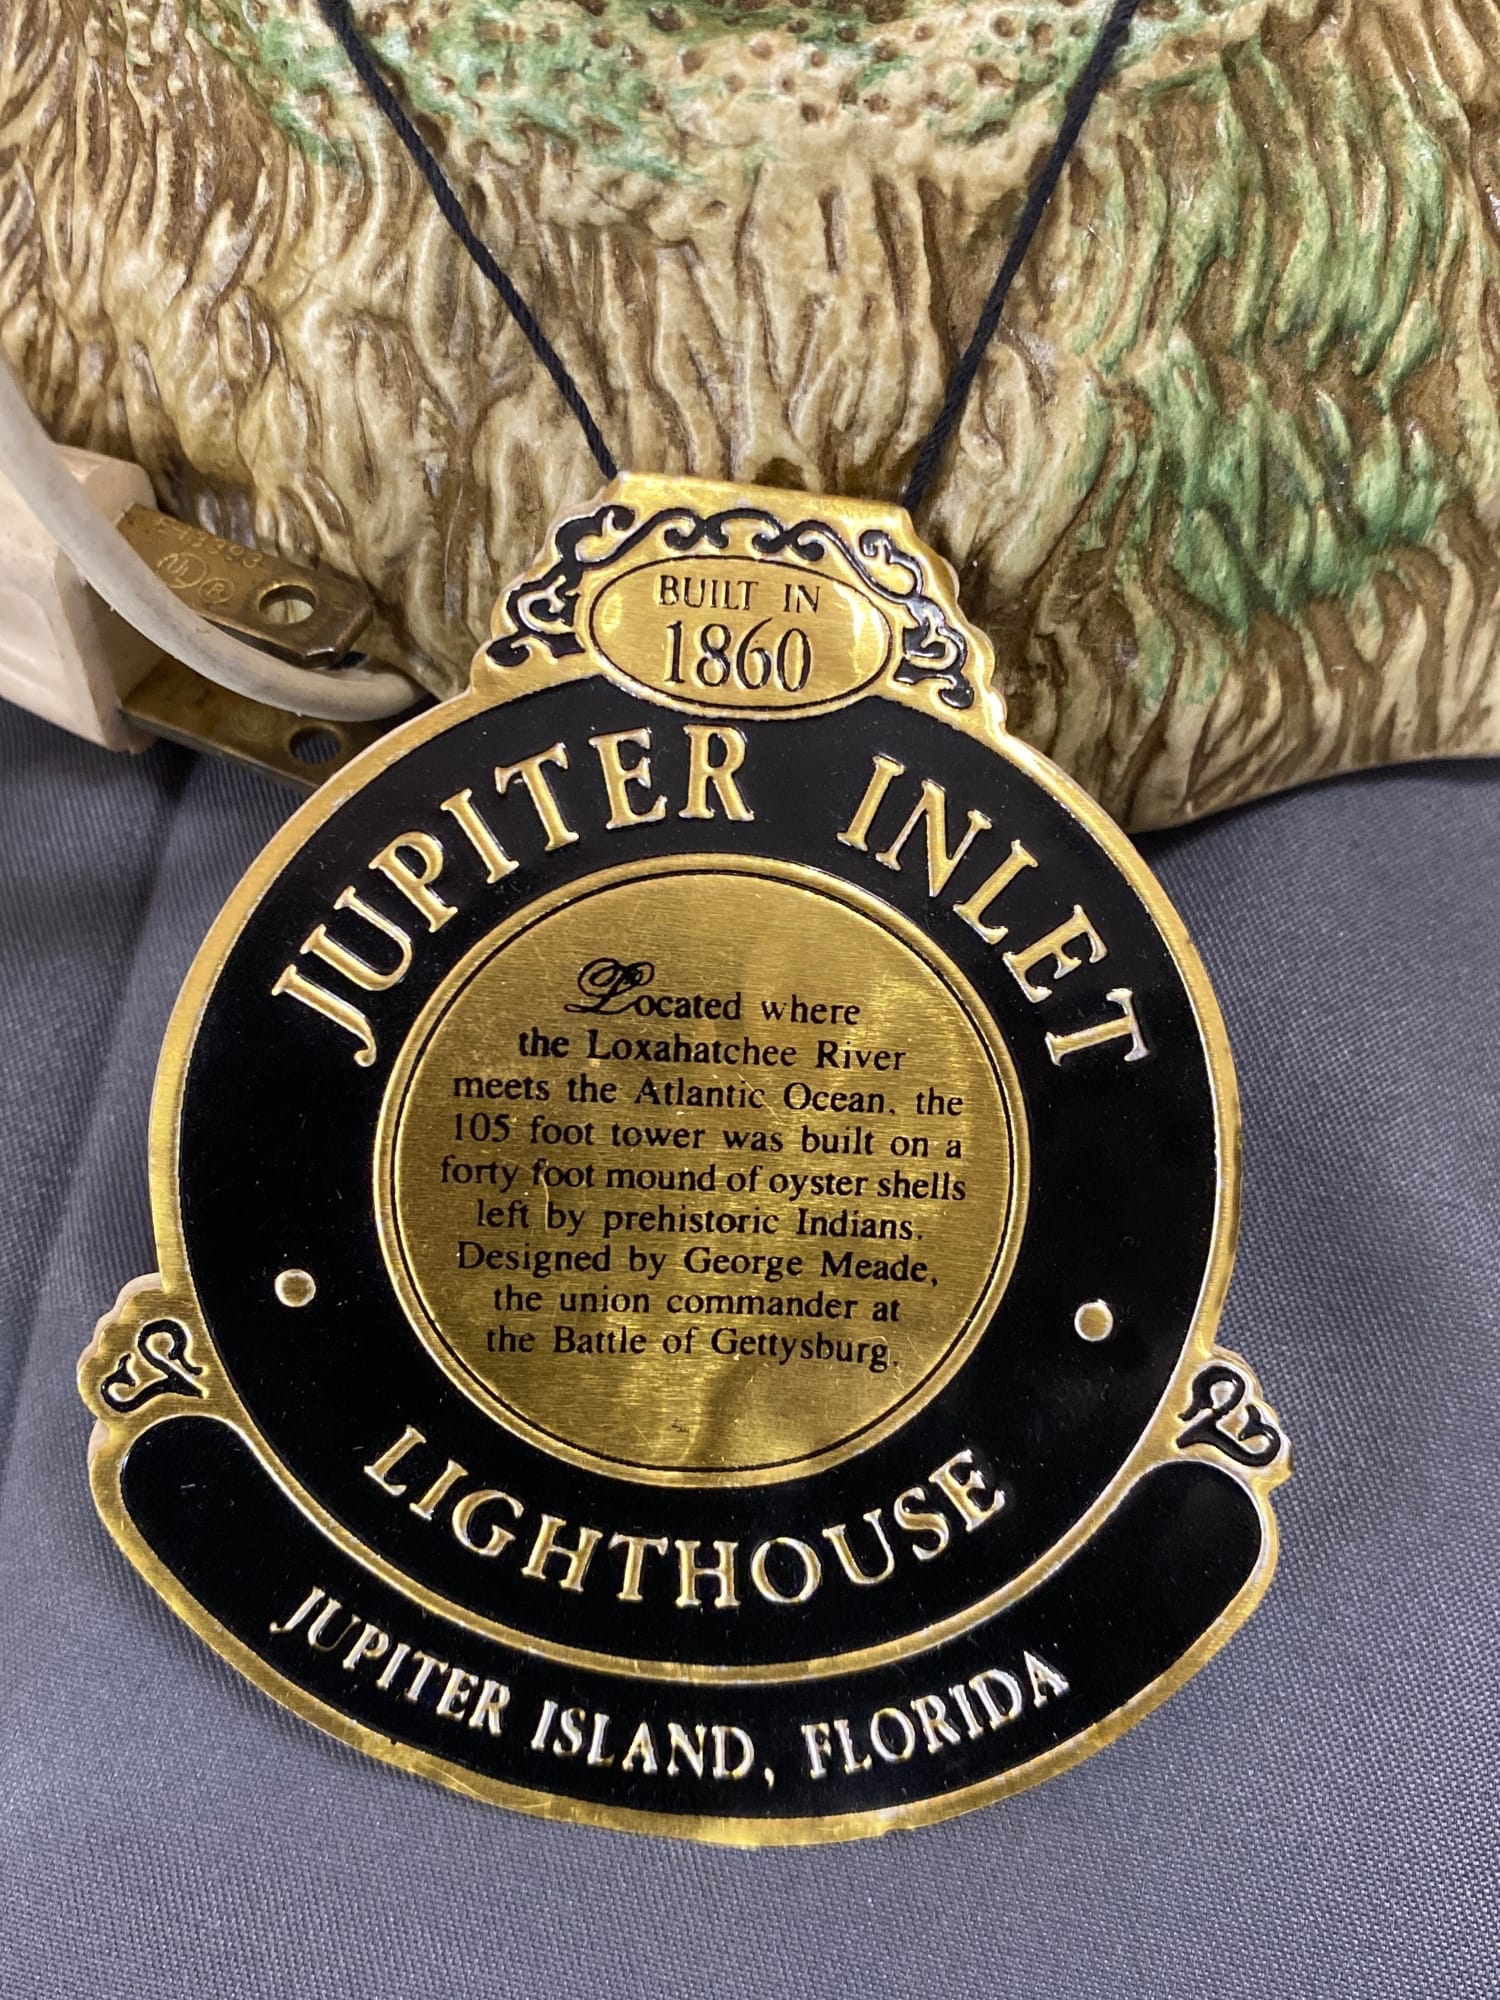 BUILT IN
1860
JUPITER INLET
Located where
the Loxahatchee River
meets the Atlantic Ocean, the
105 foot tower was built on a
forty foot mound of oyster shells
left by prehistoric Indians.
Designed by George Meade,
the union commander at
the Battle of Gettysburg.
LIGHTHOUSE
JUPITER ISLAND, FLORIDA